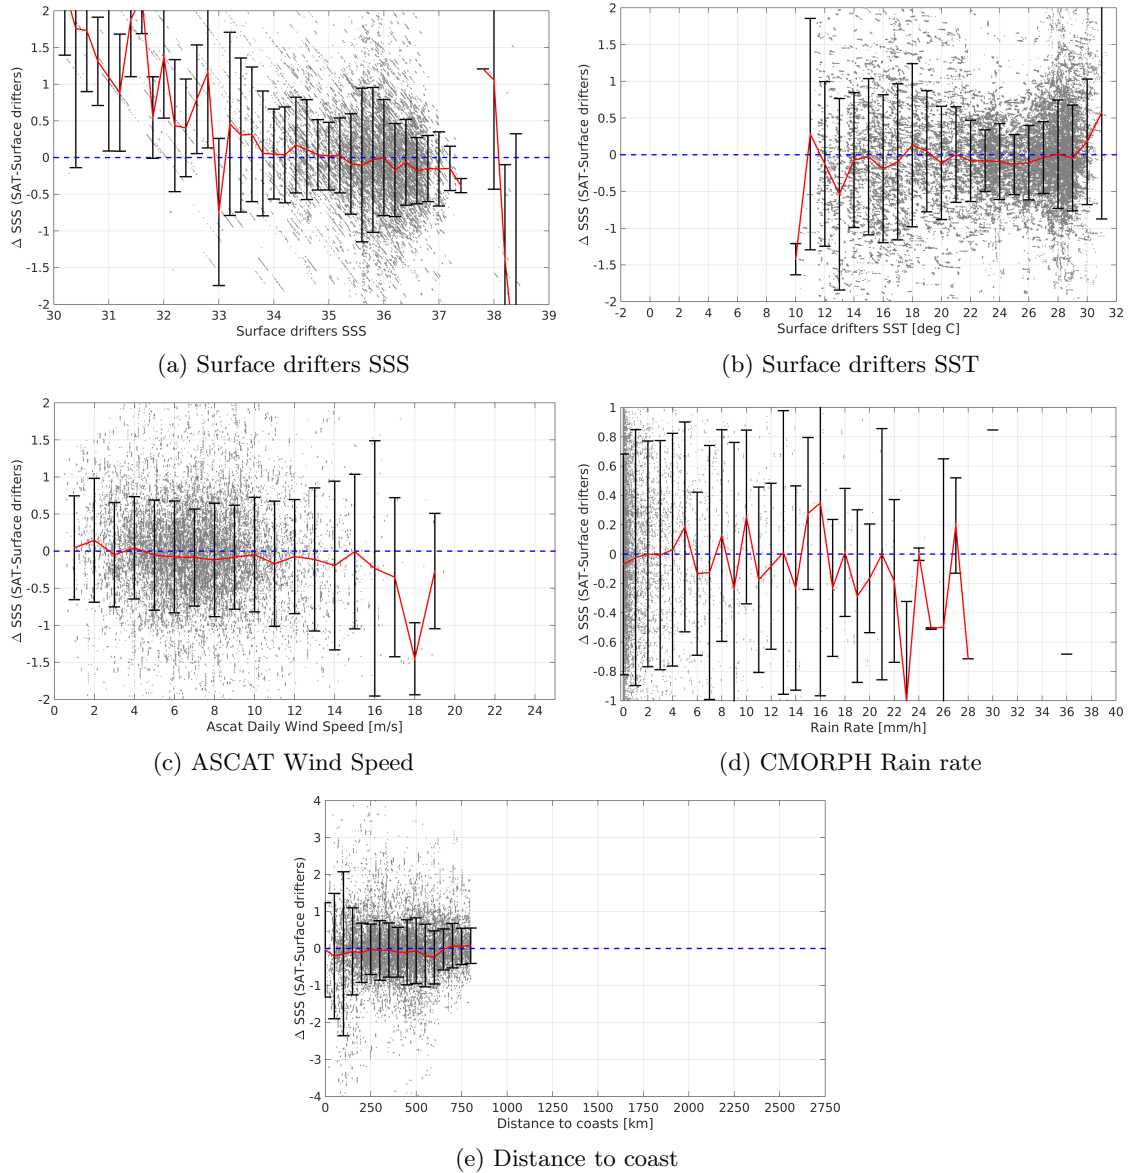 2
1.5
1
0.5
0
-0.5
-1
-1.5
-2
Δ SSS (SAT-Surface drifters)
30 31 32 33 34 35 36 37 38 39
Surface drifters SSS
(a) Surface drifters SSS
2
1.5
1
0.5
0
-0.5
-1
-1.5
-2
Δ SSS (SAT-Surface drifters)
-2 0 2 4 6 8 10 12 14 16 18 20 22 24 26 28 30 32
Surface drifters SST [deg C]
(b) Surface drifters SST
2
1.5
1
0.5
0
-0.5
-1
-1.5
-2
Δ SSS (SAT-Surface drifters)
0 2 4 6 8 10 12 14 16 18 20 22 24
Ascat Daily Wind Speed [m/s]
(c) ASCAT Wind Speed
1
0.8
0.6
0.4
0.2
0
-0.2
-0.4
-0.6
-0.8
-1
Δ SSS (SAT-Surface drifters)
0 2 4 6 8 10 12 14 16 18 20 22 24 26 28 30 32 34 36 38 40
Rain Rate [mm/h]
(d) CMORPH Rain rate
4
3
2
1
0
-1
-2
-3
-4
Δ SSS (SAT-Surface drifters)
0 250 500 750 1000 1250 1500 1750 2000 2250 2500 2750
Distance to coasts [km]
(e) Distance to coast